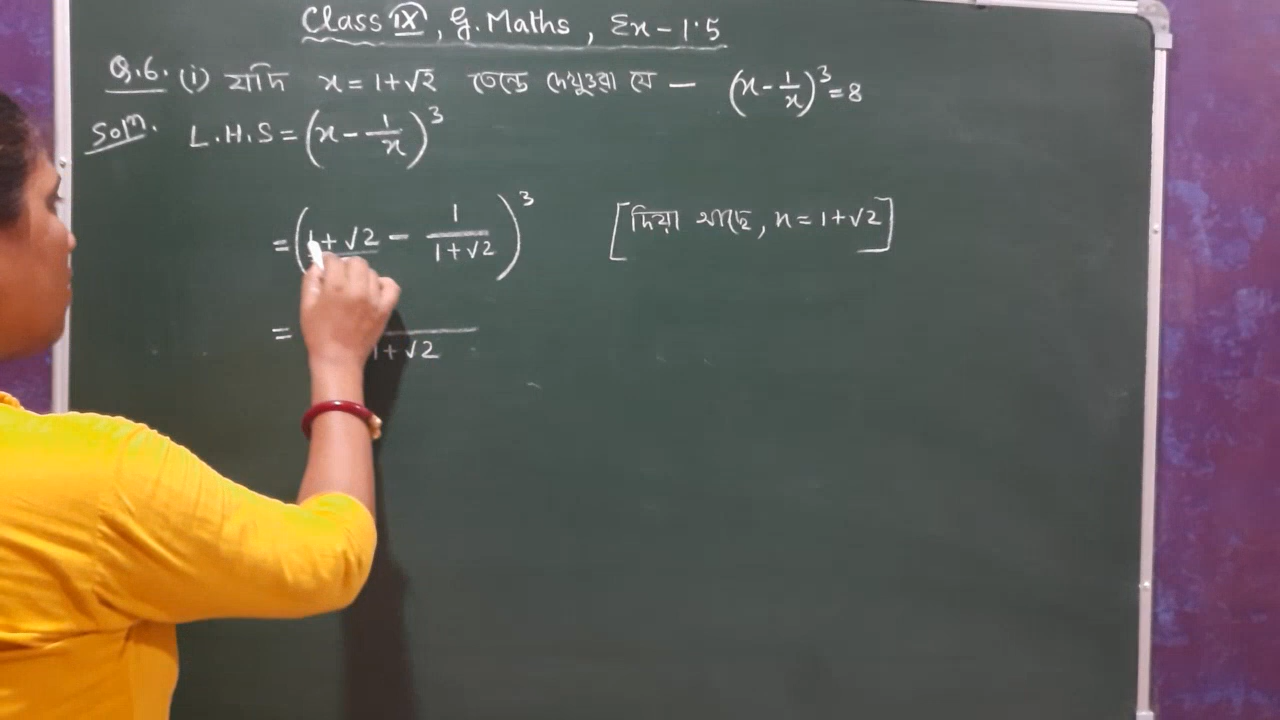 Class IX, G. Maths, Ex-1.5
Q.6. (i) যদি x = 1+√2 তেন্তে দেখুওৱা যে — (x - 1/x)³ = 8
Solⁿ. L.H.S = (x - 1/x)³
= (1+√2 - 1/(1+√2))³ [দিয়া আছে, x = 1+√2]
= 1+√2